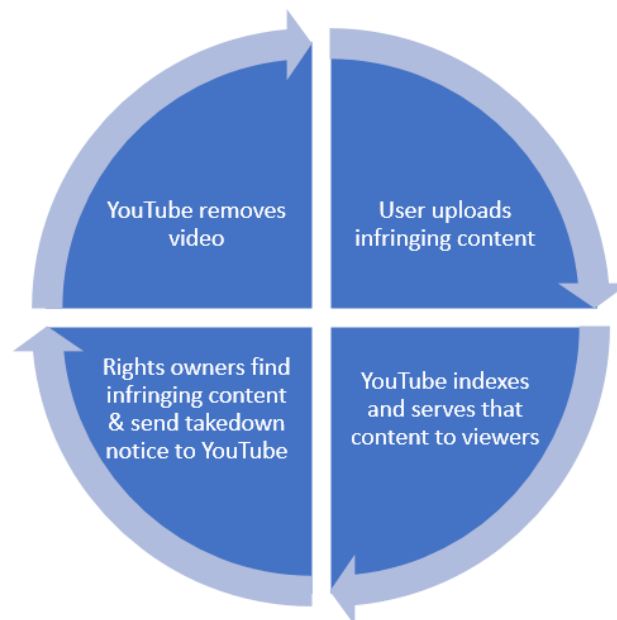 YouTube removes
video
User uploads
infringing content
Rights owners find
infringing content
& send takedown
notice to YouTube
YouTube indexes
and serves that
content to viewers